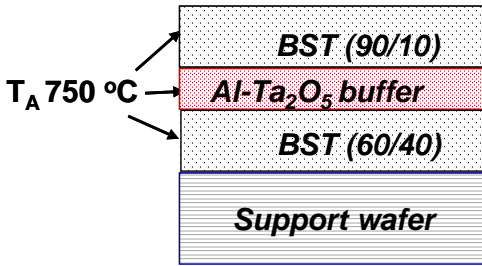 BST (90/10)
T_A 750 ºC
Al-Ta₂O₅ buffer
BST (60/40)
Support wafer